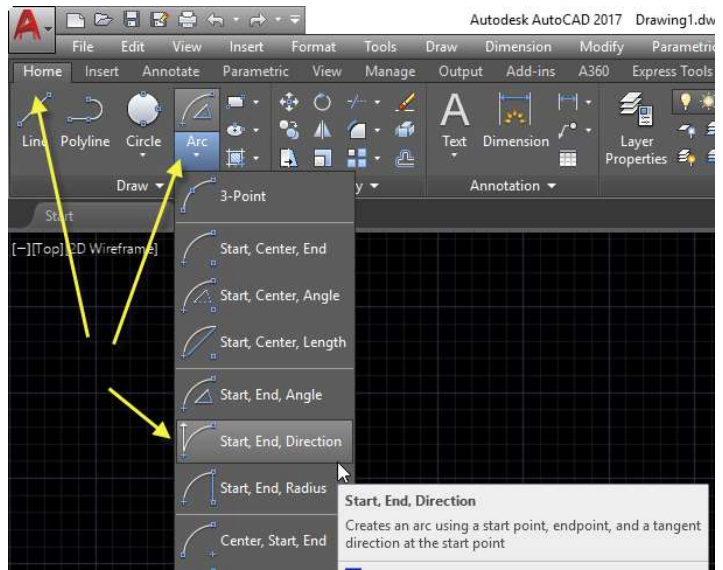 A Autodesk AutoCAD 2017 Drawing1.dw
File Edit View Insert Format Tools Draw Dimension Modify Parametric
Home Insert Annotate Parametric View Manage Output Add-ins A360 Express Tools
Line Polyline Circle Arc Text Dimension Layer
Properties
Draw y Annotation
Start
[−][Top][2D Wireframe]
3-Point
Start, Center, End
Start, Center, Angle
Start, Center, Length
Start, End, Angle
Start, End, Direction
Start, End, Radius
Center, Start, End
Start, End, Direction
Creates an arc using a start point, endpoint, and a tangent
direction at the start point